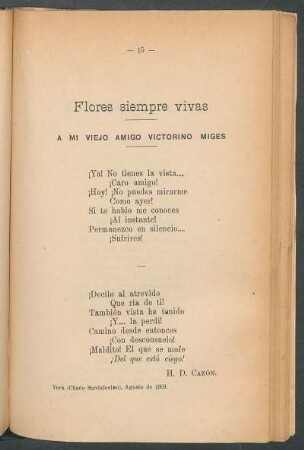 — 15 —
Flores siempre vivas
A MI VIEJO AMIGO VICTORINO MIGES
¡Ya! No tienes la vista...
¡Caro amigo!
¡Hoy! ¡No puedes mirarme
Como ayer!
Si te hablo me conoces
¡Al instante!
Permanezco en silencio....
¡Sufrires!
—
¡Decile al atrevido
Que ría de ti!
También vista he tenido
¡Y... la perdí!
Camino desde entonces
¡Con desconsuelo!
¡Maldito! El que se mofe
¡Del que está ciego!
H. D. CAZÓN.
Vera (Chaco Santafecino), Agosto de 1909.